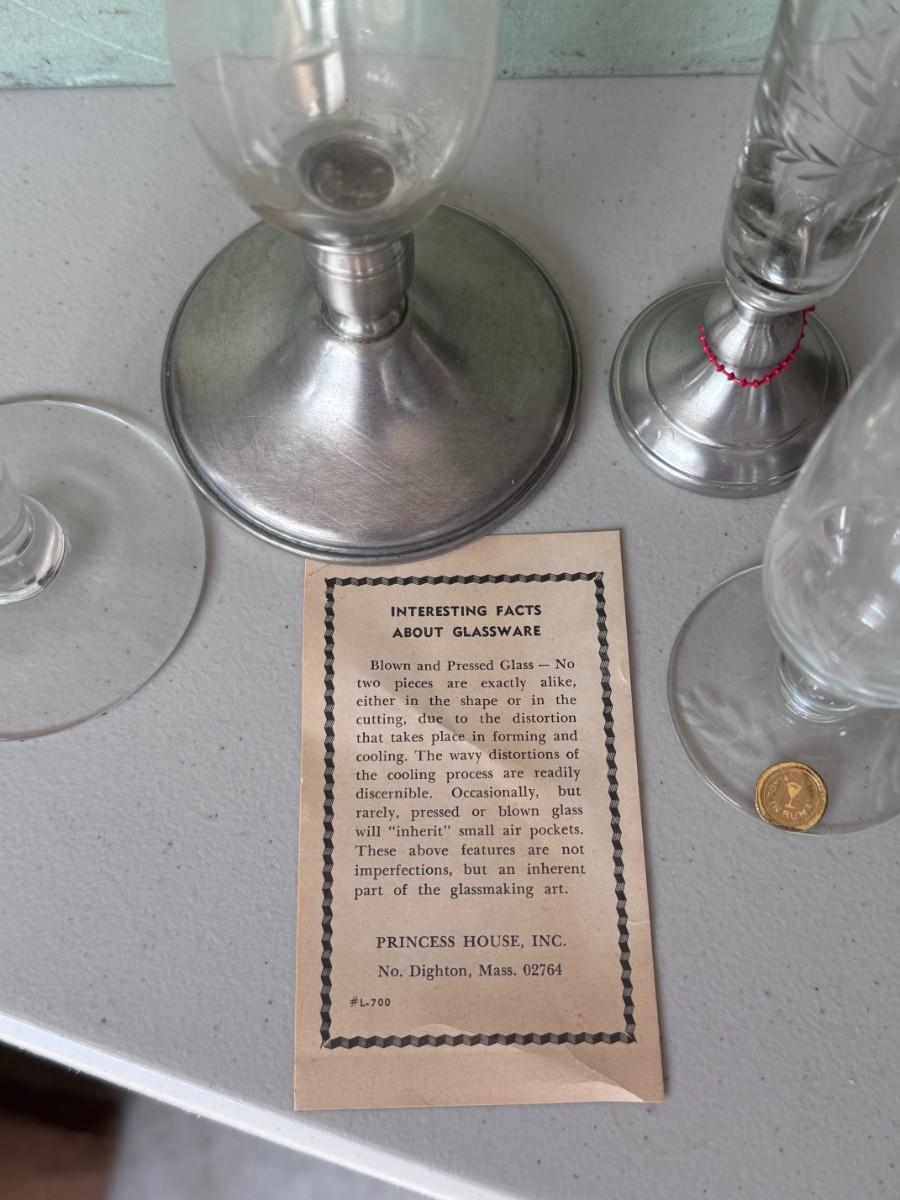 INTERESTING FACTS
ABOUT GLASSWARE
Blown and Pressed Glass — No
two pieces are exactly alike,
either in the shape or in the
cutting, due to the distortion
that takes place in forming and
cooling. The wavy distortions of
the cooling process are readily
discernible. Occasionally, but
rarely, pressed or blown glass
will "inherit" small air pockets.
These above features are not
imperfections, but an inherent
part of the glassmaking art.
PRINCESS HOUSE, INC.
No. Dighton, Mass. 02764
#L-700